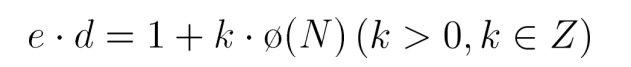 e · d = 1 + k · ø(N) (k > 0, k ∈ Z)